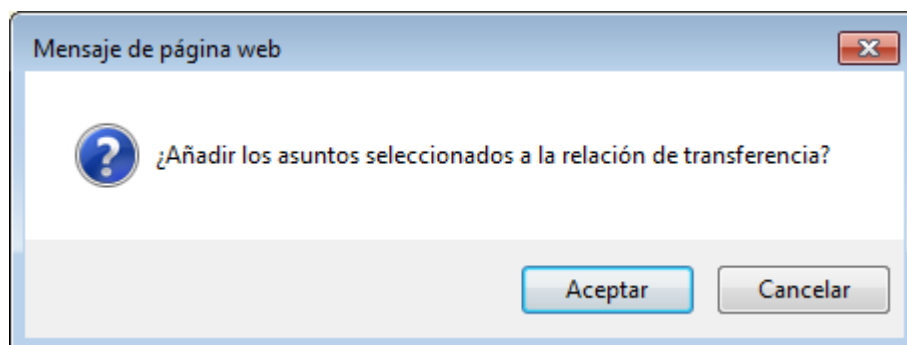 Mensaje de página web
¿Añadir los asuntos seleccionados a la relación de transferencia?
Aceptar
Cancelar